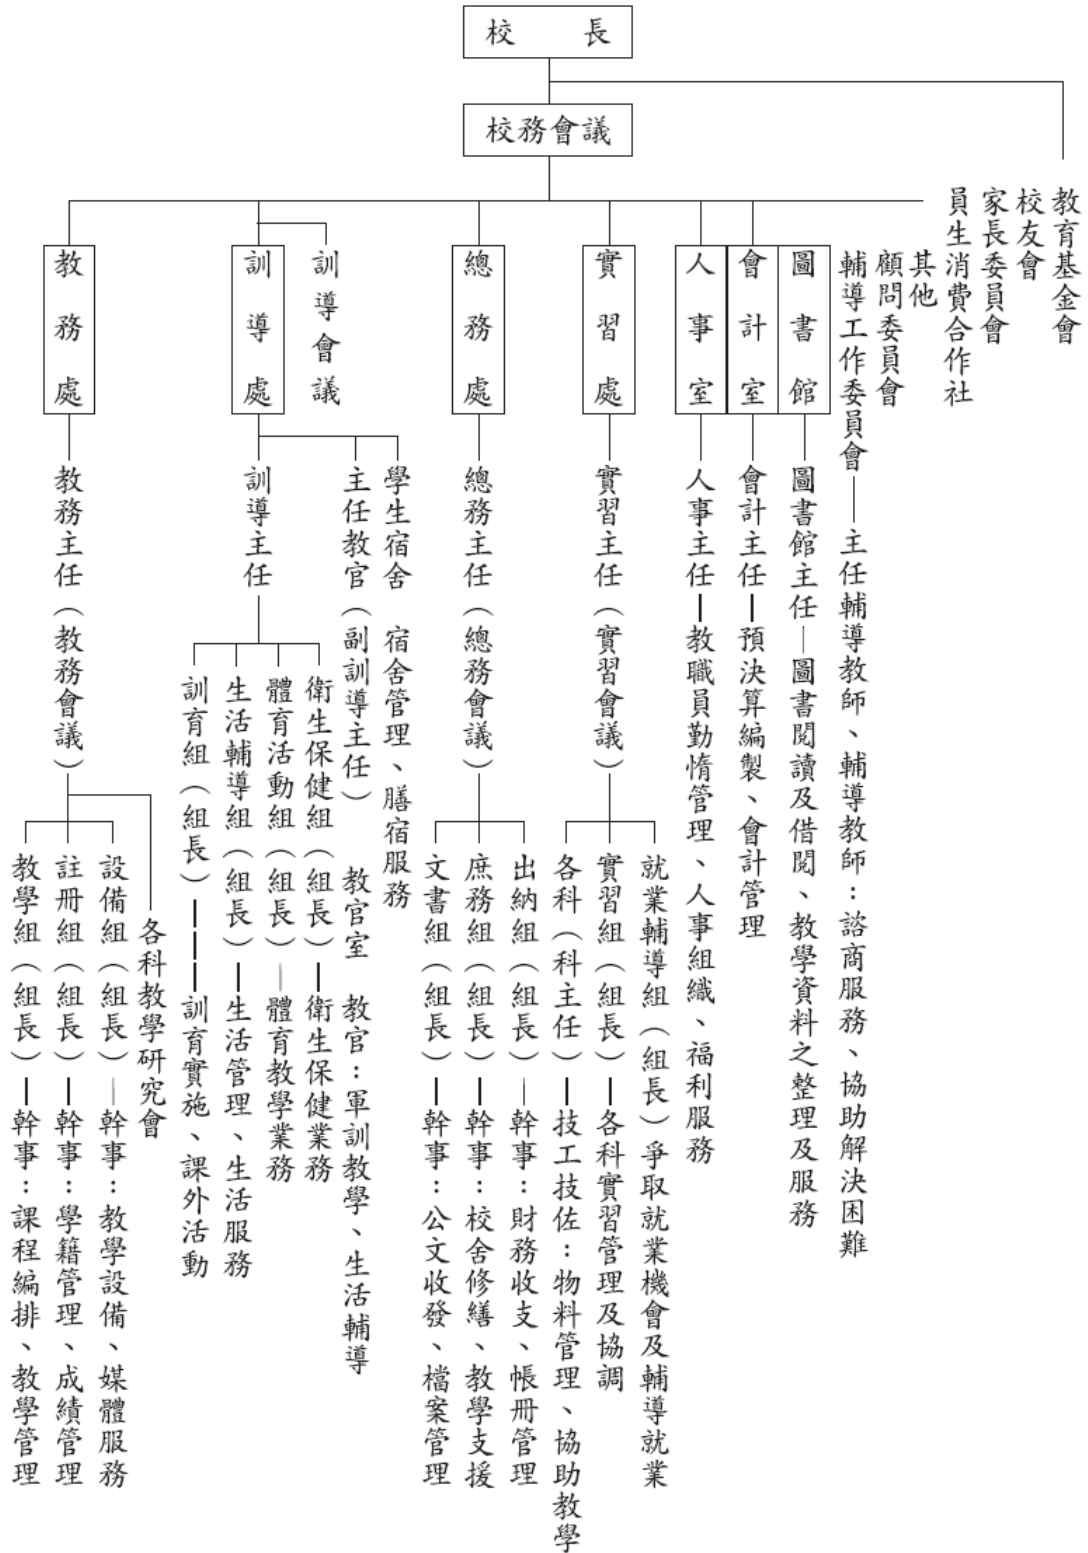 校長
校務會議
教育基金會
校友會
家長委員會
員生消費合作社
其他
顧問委員會
輔導工作委員會
主任輔導教師、輔導教師：諮商服務、協助解決困難
教務處
訓導處
訓導會議
總務處
實習處
人事室
會計室
圖書館
教務主任（教務會議）
教學組（組長）
幹事：課程編排、教學管理
註冊組（組長）
幹事：學籍管理、成績管理
設備組（組長）
幹事：教學設備、媒體服務
各科教學研究會
訓導主任
訓育組（組長）
訓育實施、課外活動
生活輔導組（組長）
生活管理、生活服務
體育活動組（組長）
體育教學業務
衛生保健組（組長）
衛生保健業務
主任教官（副訓導主任） 教官室 教官：軍訓教學、生活輔導
學生宿舍 宿舍管理、膳宿服務
總務主任（總務會議）
文書組（組長）
幹事：公文收發、檔案管理
庶務組（組長）
幹事：校舍修繕、教學支援
出納組（組長）
幹事：財務收支、帳冊管理
實習主任（實習會議）
各科（科主任）
技工技佐：物料管理、協助教學
實習組（組長）
各科實習管理及協調
就業輔導組（組長）爭取就業機會及輔導就業
人事主任
教職員勤惰管理、人事組織、福利服務
會計主任
預決算編製、會計管理
圖書館主任
圖書閱讀及借閱、教學資料之整理及服務